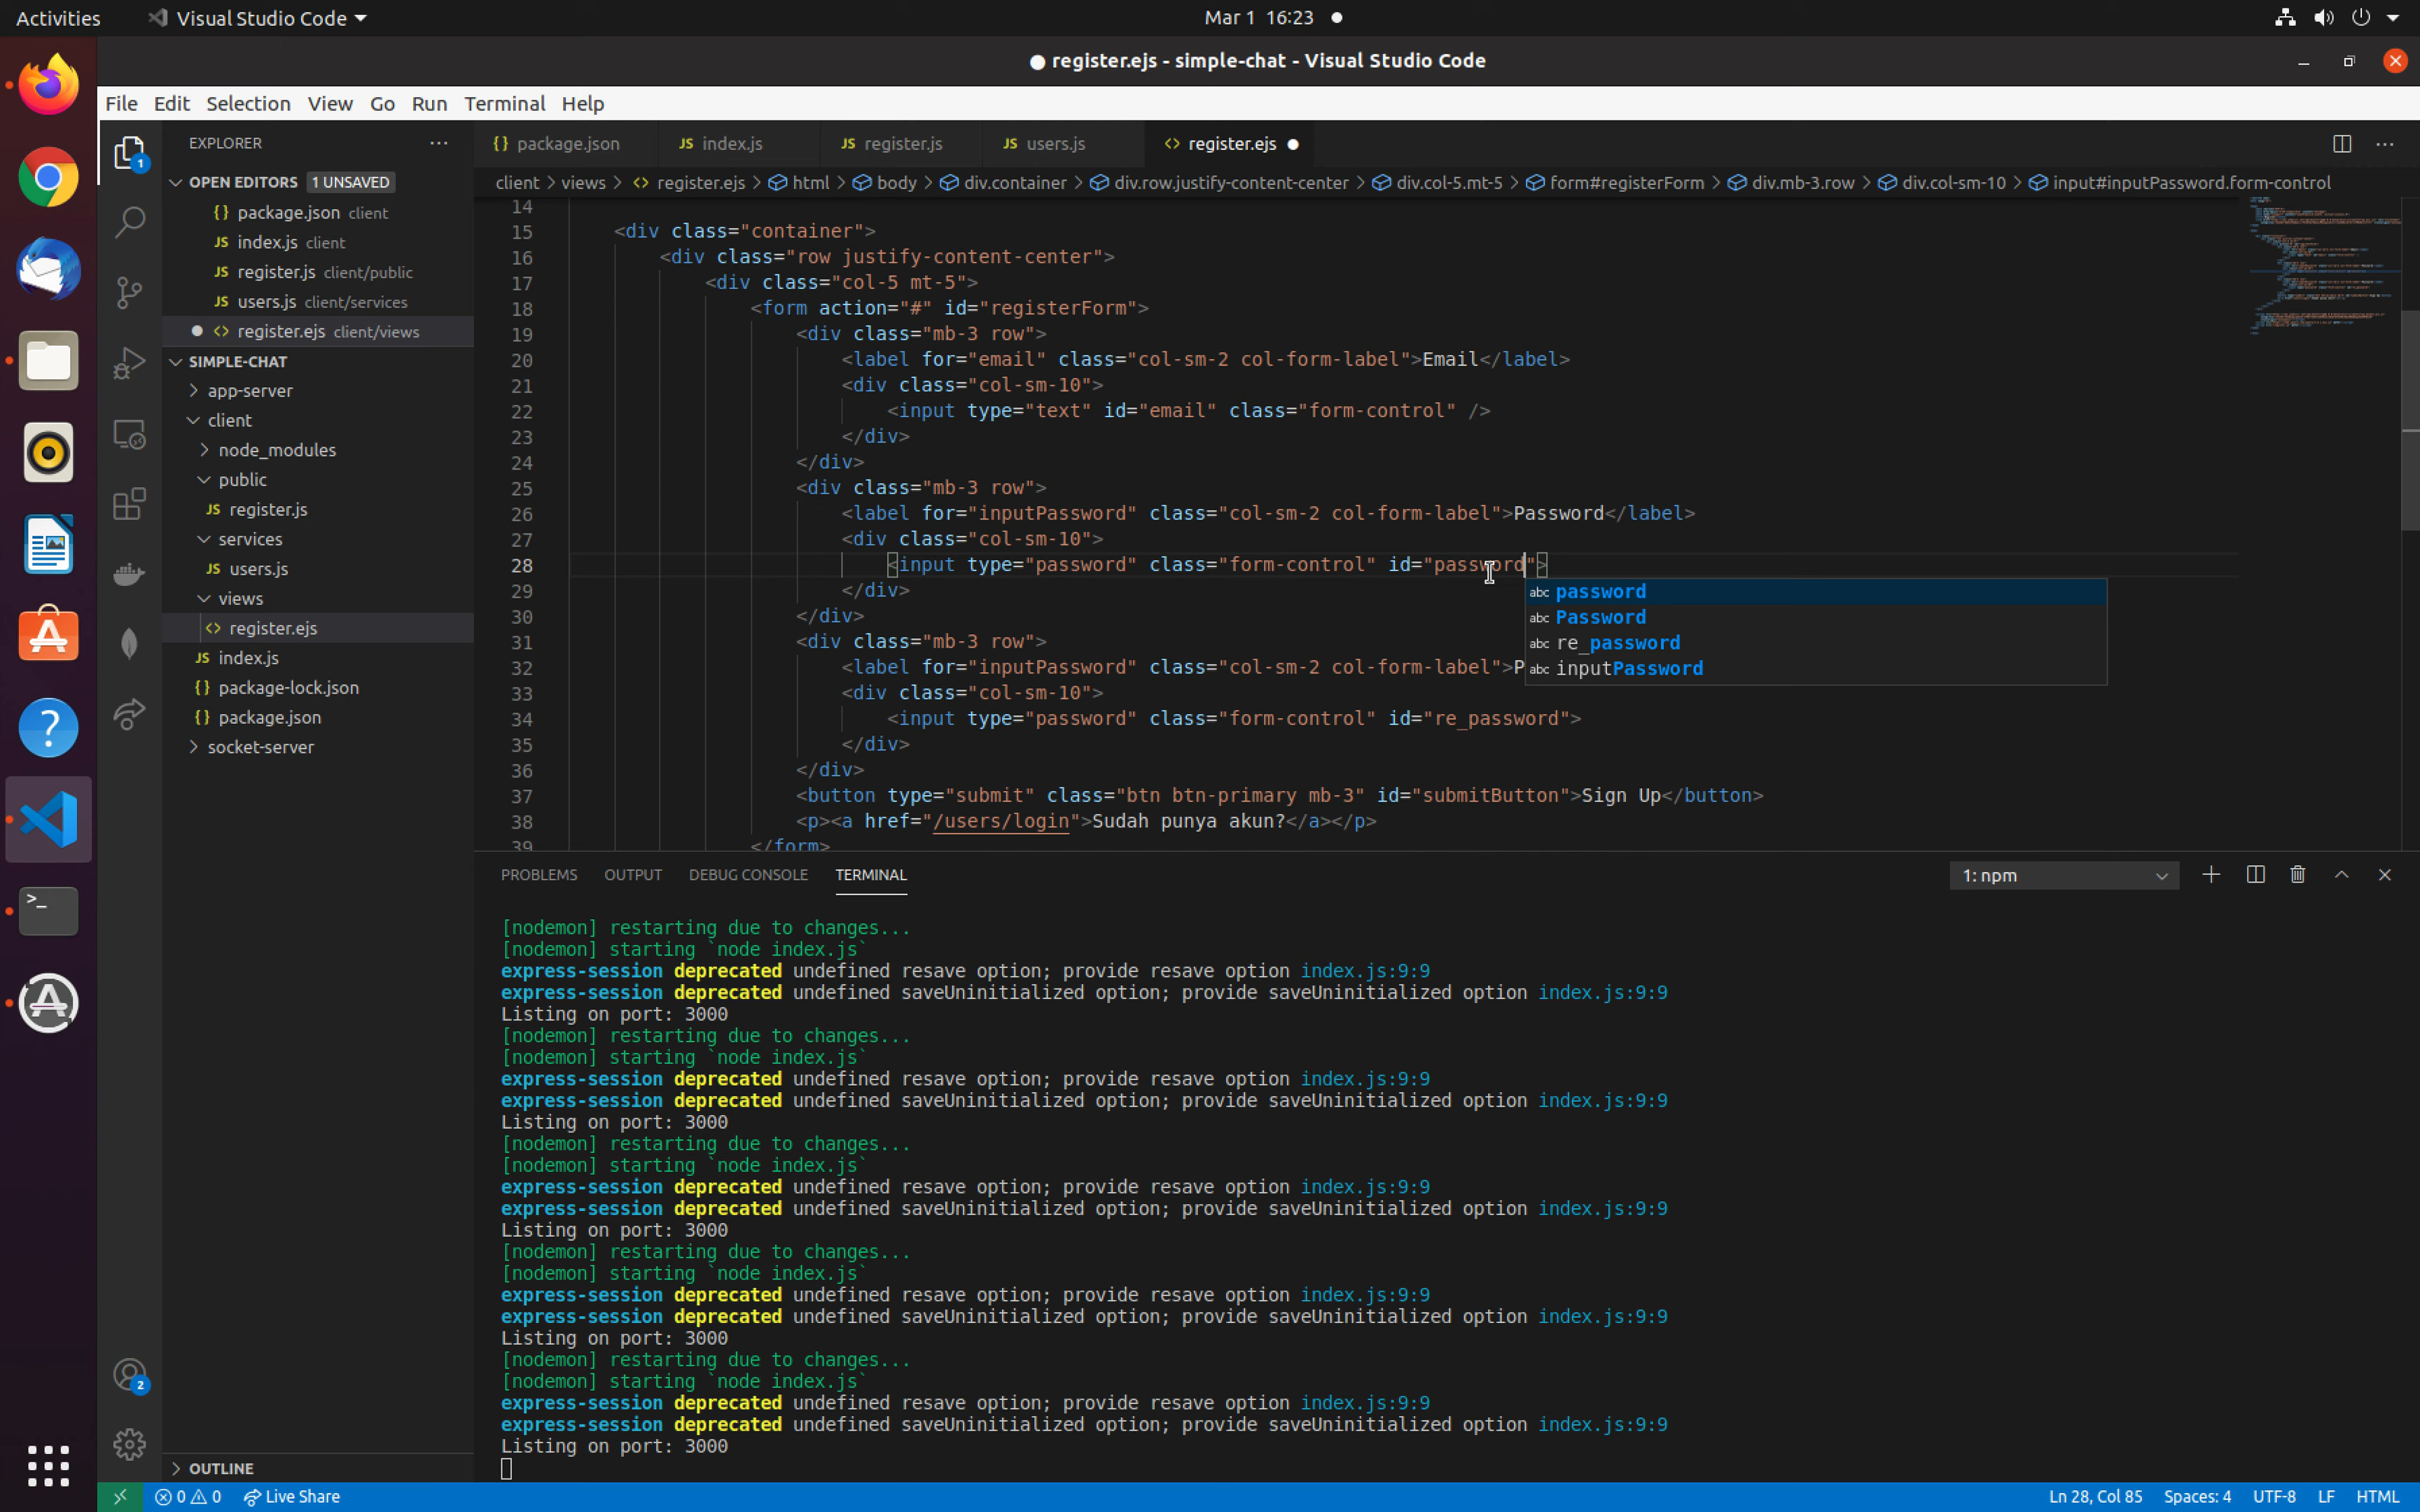 Activities
Visual Studio Code
Mar 1 16:23
register.ejs - simple-chat - Visual Studio Code
File Edit Selection View Go Run Terminal Help
EXPLORER
OPEN EDITORS 1 UNSAVED
{} package.json client
JS index.js client
JS register.js client/public
JS users.js client/services
<> register.ejs client/views
SIMPLE-CHAT
app-server
client
node_modules
public
JS register.js
services
JS users.js
views
<> register.ejs
JS index.js
{} package-lock.json
{} package.json
socket-server
OUTLINE
1
2
{} package.json
JS index.js
JS register.js
JS users.js
<> register.ejs
client > views > <> register.ejs > html > body > div.container > div.row.justify-content-center > div.col-5.mt-5 > form#registerForm > div.mb-3.row > div.col-sm-10 > input#inputPassword.form-control
14
15 <div class="container">
16 <div class="row justify-content-center">
17 <div class="col-5 mt-5">
18 <form action="#" id="registerForm">
19 <div class="mb-3 row">
20 <label for="email" class="col-sm-2 col-form-label">Email</label>
21 <div class="col-sm-10">
22 <input type="text" id="email" class="form-control" />
23 </div>
24 </div>
25 <div class="mb-3 row">
26 <label for="inputPassword" class="col-sm-2 col-form-label">Password</label>
27 <div class="col-sm-10">
28 <input type="password" class="form-control" id="password">
29 </div>
30 </div>
31 <div class="mb-3 row">
32 <label for="inputPassword" class="col-sm-2 col-form-label">P
33 <div class="col-sm-10">
34 <input type="password" class="form-control" id="re_password">
35 </div>
36 </div>
37 <button type="submit" class="btn btn-primary mb-3" id="submitButton">Sign Up</button>
38 <p><a href="/users/login">Sudah punya akun?</a></p>
39 </form>
abc password
abc Password
abc re_password
abc inputPassword
PROBLEMS OUTPUT DEBUG CONSOLE TERMINAL
1: npm
[nodemon] restarting due to changes...
[nodemon] starting `node index.js`
express-session deprecated undefined resave option; provide resave option index.js:9:9
express-session deprecated undefined saveUninitialized option; provide saveUninitialized option index.js:9:9
Listing on port: 3000
[nodemon] restarting due to changes...
[nodemon] starting `node index.js`
express-session deprecated undefined resave option; provide resave option index.js:9:9
express-session deprecated undefined saveUninitialized option; provide saveUninitialized option index.js:9:9
Listing on port: 3000
[nodemon] restarting due to changes...
[nodemon] starting `node index.js`
express-session deprecated undefined resave option; provide resave option index.js:9:9
express-session deprecated undefined saveUninitialized option; provide saveUninitialized option index.js:9:9
Listing on port: 3000
[nodemon] restarting due to changes...
[nodemon] starting `node index.js`
express-session deprecated undefined resave option; provide resave option index.js:9:9
express-session deprecated undefined saveUninitialized option; provide saveUninitialized option index.js:9:9
Listing on port: 3000
[nodemon] restarting due to changes...
[nodemon] starting `node index.js`
express-session deprecated undefined resave option; provide resave option index.js:9:9
express-session deprecated undefined saveUninitialized option; provide saveUninitialized option index.js:9:9
Listing on port: 3000
0 0 Live Share
Ln 28, Col 85 Spaces: 4 UTF-8 LF HTML